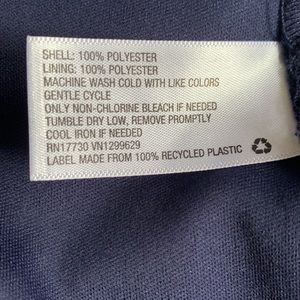 SHELL: 100% POLYESTER
LINING: 100% POLYESTER
MACHINE WASH COLD WITH LIKE COLORS
GENTLE CYCLE
ONLY NON-CHLORINE BLEACH IF NEEDED
TUMBLE DRY LOW, REMOVE PROMPTLY
COOL IRON IF NEEDED
RN17730 VN1299629
LABEL MADE FROM 100% RECYCLED PLASTIC